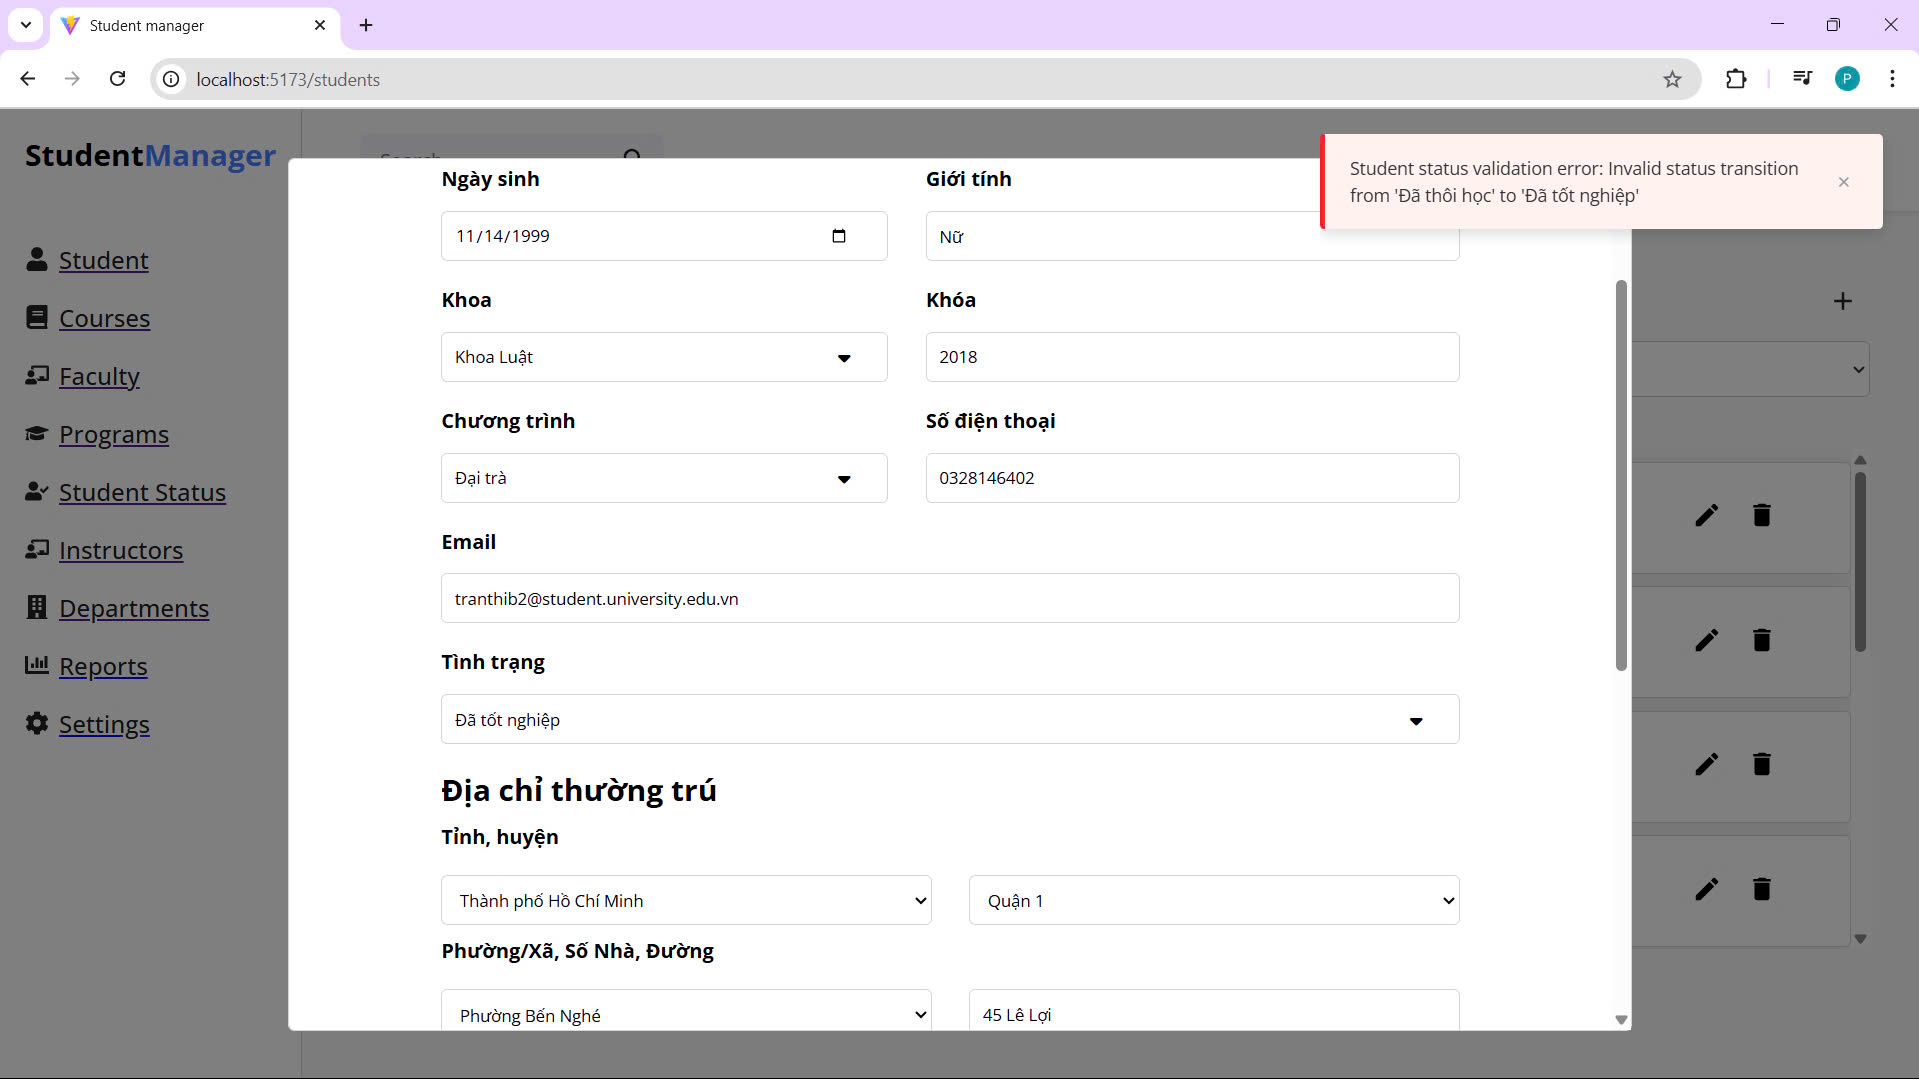 Student manager
localhost:5173/students
P
StudentManager
Student
Courses
Faculty
Programs
Student Status
Instructors
Departments
Reports
Settings
Student status validation error: Invalid status transition
from 'Đã thôi học' to 'Đã tốt nghiệp'
Ngày sinh
Giới tính
11/14/1999
Nữ
Khoa
Khóa
Khoa Luật
2018
Chương trình
Số điện thoại
Đại trà
0328146402
Email
tranthib2@student.university.edu.vn
Tình trạng
Đã tốt nghiệp
Địa chỉ thường trú
Tỉnh, huyện
Thành phố Hồ Chí Minh
Quận 1
Phường/Xã, Số Nhà, Đường
Phường Bến Nghé
45 Lê Lợi